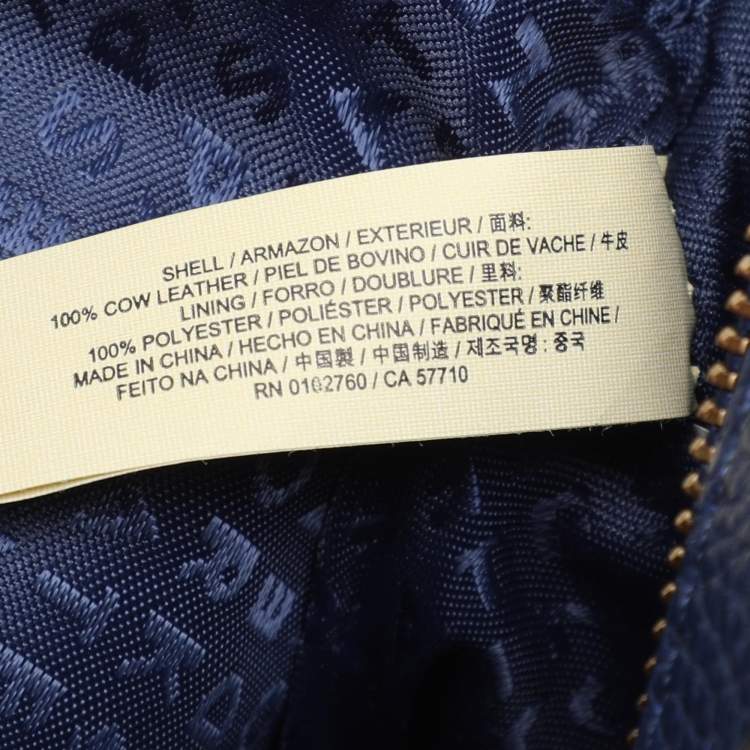 SHELL / ARMAZON / EXTERIEUR / 面料:
100% COW LEATHER / PIEL DE BOVINO / CUIR DE VACHE / 牛皮
LINING / FORRO / DOUBLURE / 里料:
100% POLYESTER / POLIÉSTER / POLYESTER / 聚酯纤维
MADE IN CHINA / HECHO EN CHINA / FABRIQUÉ EN CHINE /
FEITO NA CHINA / 中国製 / 中国制造 / 제조국명 : 중국
RN 0102760 / CA 57710